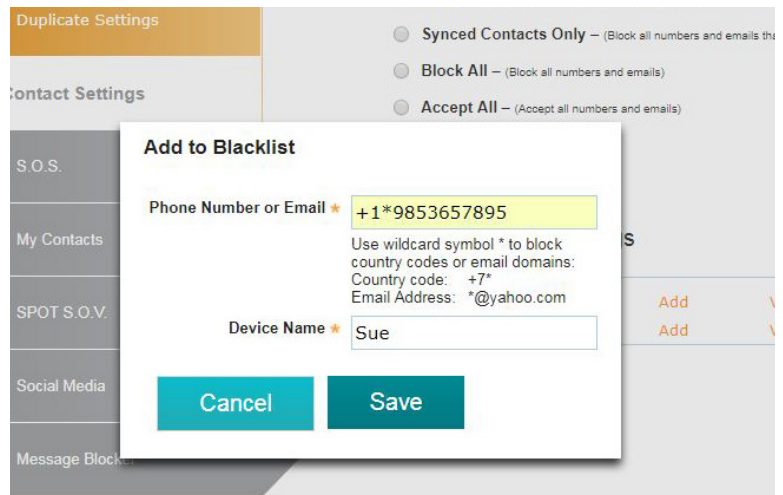 Duplicate Settings
Synced Contacts Only – (Block all numbers and emails tha
Block All – (Block all numbers and emails)
Contact Settings
Accept All – (Accept all numbers and emails)
Add to Blacklist
S.O.S.
Phone Number or Email * +1*9853657895
My Contacts
Use wildcard symbol * to block
country codes or email domains:
Country code: +7*
Email Address: *@yahoo.com
Add
SPOT S.O.V.
Device Name * Sue
Add
Social Media
Cancel
Save
Message Blocker